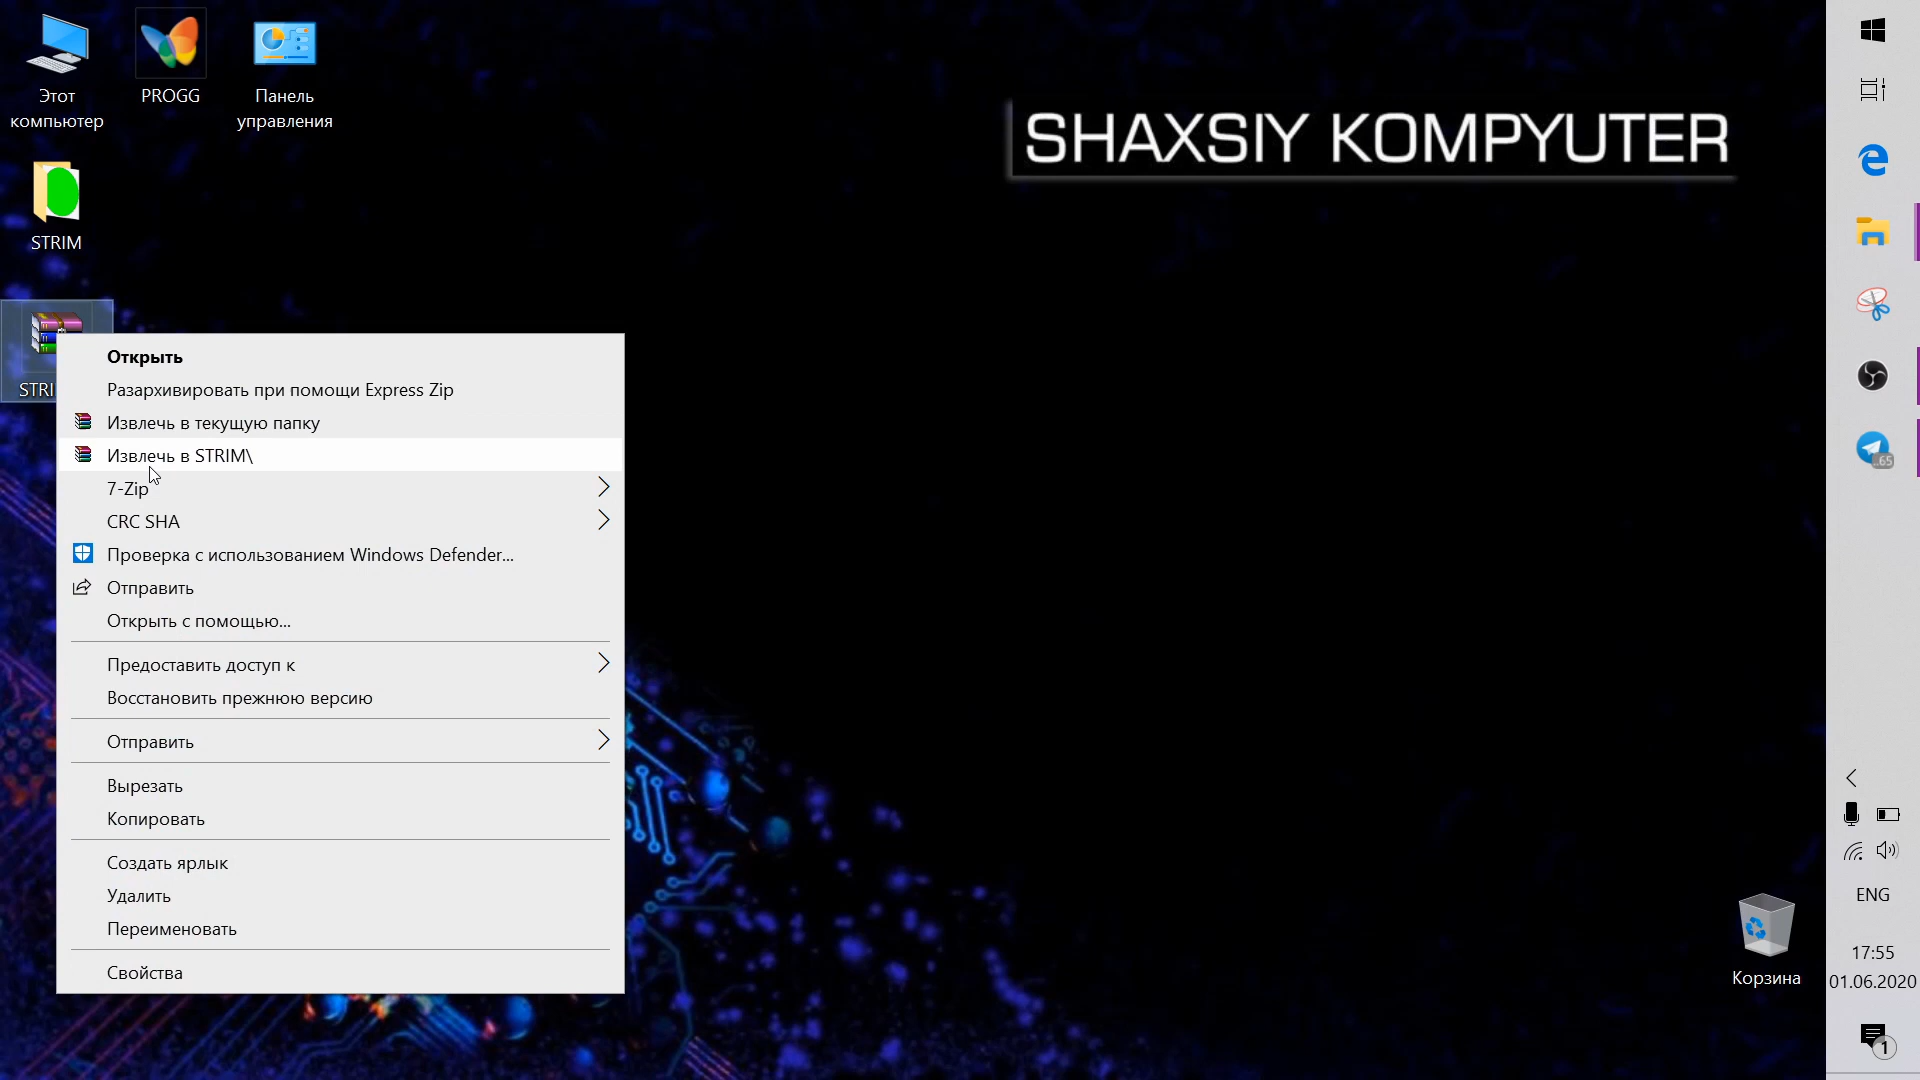 Этот
компьютер
PROGG
Панель
управления
SHAXSIY KOMPYUTER
STRIM
STRI
Открыть
Разархивировать при помощи Express Zip
Извлечь в текущую папку
Извлечь в STRIM\
7-Zip
CRC SHA
Проверка с использованием Windows Defender...
Отправить
Открыть с помощью...
Предоставить доступ к
Восстановить прежнюю версию
Отправить
Вырезать
Копировать
Создать ярлык
Удалить
Переименовать
Свойства
Корзина
.65
ENG
17:55
01.06.2020
1